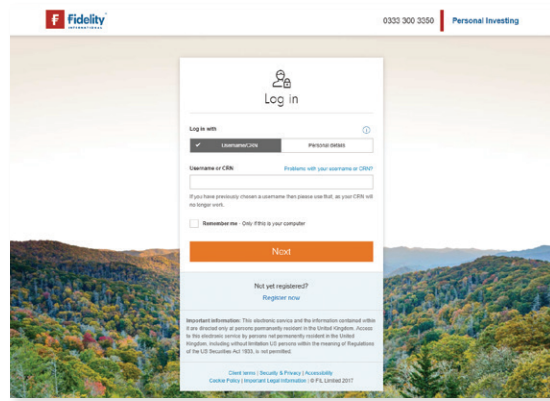 Fidelity
INTERNATIONAL
0333 300 3350
Personal Investing
Log in
Log in with
Username/CRN
Personal details
Username or CRN
Problems with your username or CRN?
If you have previously chosen a username then please use that, as your CRN will
no longer work.
Remember me - Only if this is your computer
Next
Not yet registered?
Register now
Important information: This electronic service and the information contained within
it are directed only at persons permanently resident in the United Kingdom. Access
to this electronic service by persons not permanently resident in the United
Kingdom, including without limitation US persons within the meaning of Regulations
of the US Securities Act 1933, is not permitted.
Client terms | Security & Privacy | Accessibility
Cookie Policy | Important Legal Information | © FIL Limited 2017